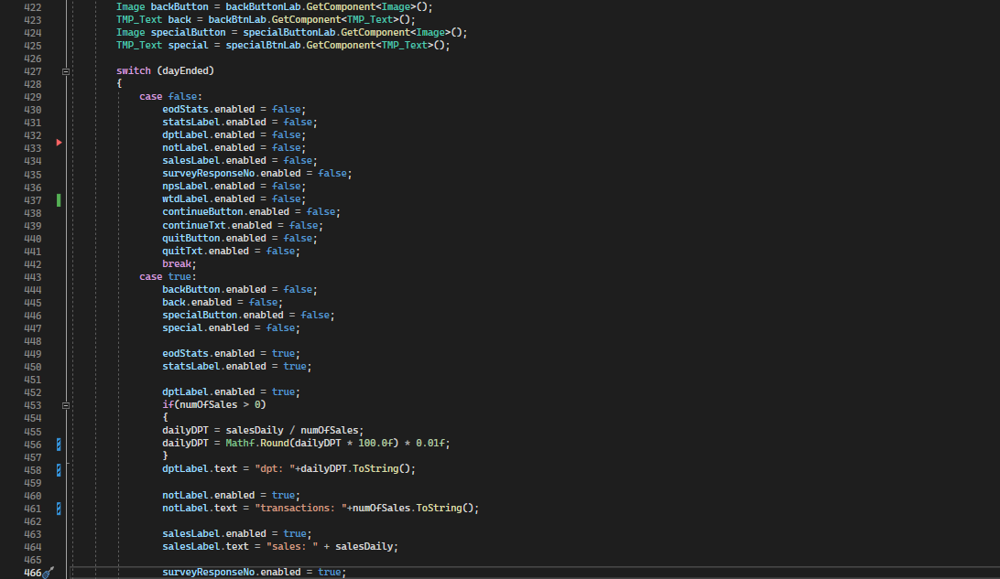 422 Image backButton = backButtonLab.GetComponent<Image>();
423 TMP_Text back = backBtnLab.GetComponent<TMP_Text>();
424 Image specialButton = specialButtonLab.GetComponent<Image>();
425 TMP_Text special = specialBtnLab.GetComponent<TMP_Text>();
426
427 switch (dayEnded)
428 {
429 case false:
430 eodStats.enabled = false;
431 statsLabel.enabled = false;
432 dptLabel.enabled = false;
433 notLabel.enabled = false;
434 salesLabel.enabled = false;
435 surveyResponseNo.enabled = false;
436 npsLabel.enabled = false;
437 wtdLabel.enabled = false;
438 continueButton.enabled = false;
439 continueTxt.enabled = false;
440 quitButton.enabled = false;
441 quitTxt.enabled = false;
442 break;
443 case true:
444 backButton.enabled = false;
445 back.enabled = false;
446 specialButton.enabled = false;
447 special.enabled = false;
448
449 eodStats.enabled = true;
450 statsLabel.enabled = true;
451
452 dptLabel.enabled = true;
453 if(numOfSales > 0)
454 {
455 dailyDPT = salesDaily / numOfSales;
456 dailyDPT = Mathf.Round(dailyDPT * 100.0f) * 0.01f;
457 }
458 dptLabel.text = "dpt: "+dailyDPT.ToString();
459
460 notLabel.enabled = true;
461 notLabel.text = "transactions: "+numOfSales.ToString();
462
463 salesLabel.enabled = true;
464 salesLabel.text = "sales: " + salesDaily;
465
466 surveyResponseNo.enabled = true;